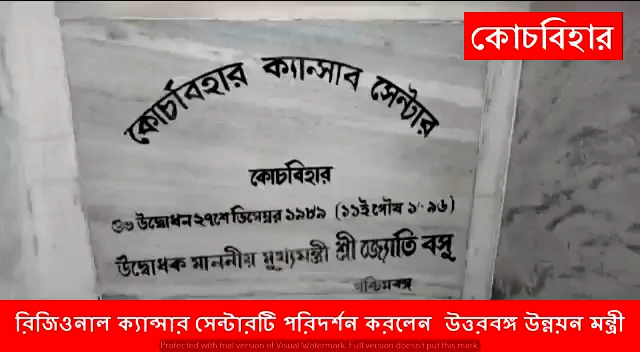 কোচবিহার
কোচবিহার ক্যান্সার সেন্টার
কোচবিহার
শুভ উদ্বোধন ২৭শে ডিসেম্বর ১৯৮৯ (১১ই পৌষ
উদ্বোধক মাননীয় মুখ্যমন্ত্রী শ্রী জ্যোতি বসু
পশ্চিমবঙ্গ
রিজিওনাল ক্যান্সার সেন্টারটি পরিদর্শন করলেন উত্তরবঙ্গ উন্নয়ন মন্ত্রী
Protected with trial version of Visual Watermark. Full version doesn't put this mark.